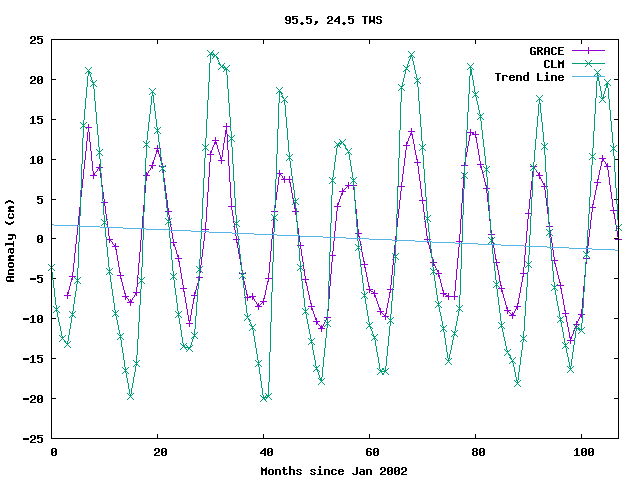 95.5, 24.5 TWS
GRACE
CLM
Trend Line
25
20
15
10
5
0
-5
-10
-15
-20
-25
Anomaly (cm)
0 20 40 60 80 100
Months since Jan 2002